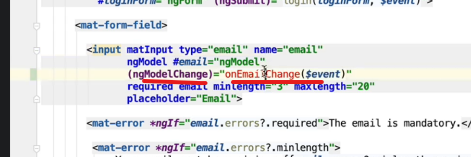 #loginForm="ngForm" (ngSubmit)="login(loginForm, $event)">
<mat-form-field>
<input matInput type="email" name="email"
ngModel #email="ngModel"
(ngModelChange)="onEmailChange($event)"
required email minlength="3" maxlength="20"
placeholder="Email">
<mat-error *ngIf="email.errors?.required">The email is mandatory.</
<mat-error *ngIf="email.errors?.minlength">